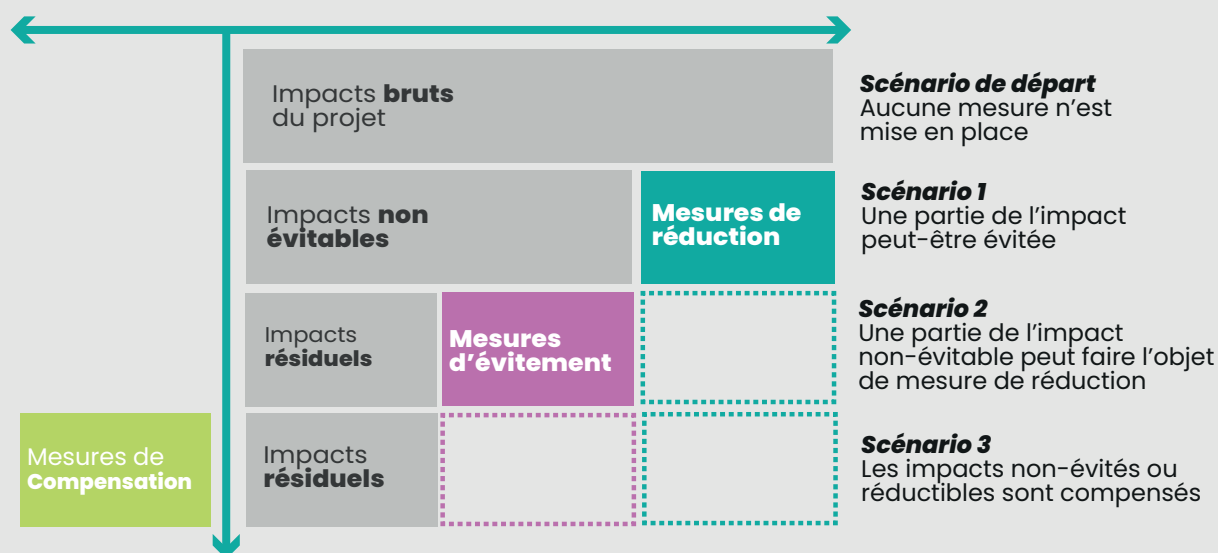 Impacts bruts
du projet
Scénario de départ
Aucune mesure n'est
mise en place
Impacts non
évitables
Mesures de
réduction
Scénario 1
Une partie de l'impact
peut-être évitée
Impacts
résiduels
Mesures
d'évitement
Scénario 2
Une partie de l'impact
non-évitable peut faire l'objet
de mesure de réduction
Mesures de
Compensation
Impacts
résiduels
Scénario 3
Les impacts non-évités ou
réductibles sont compensés